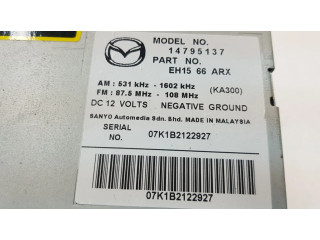 MODEL NO.
14795137
PART NO.
EH15 66 ARX
AM : 531 kHz - 1602 kHz (KA300)
FM : 87.5 MHz - 108 MHz
DC 12 VOLTS NEGATIVE GROUND
SANYO Automedia Sdn. Bhd. MADE IN MALAYSIA
SERIAL NO. 07K1B2122927
07K1B2122927